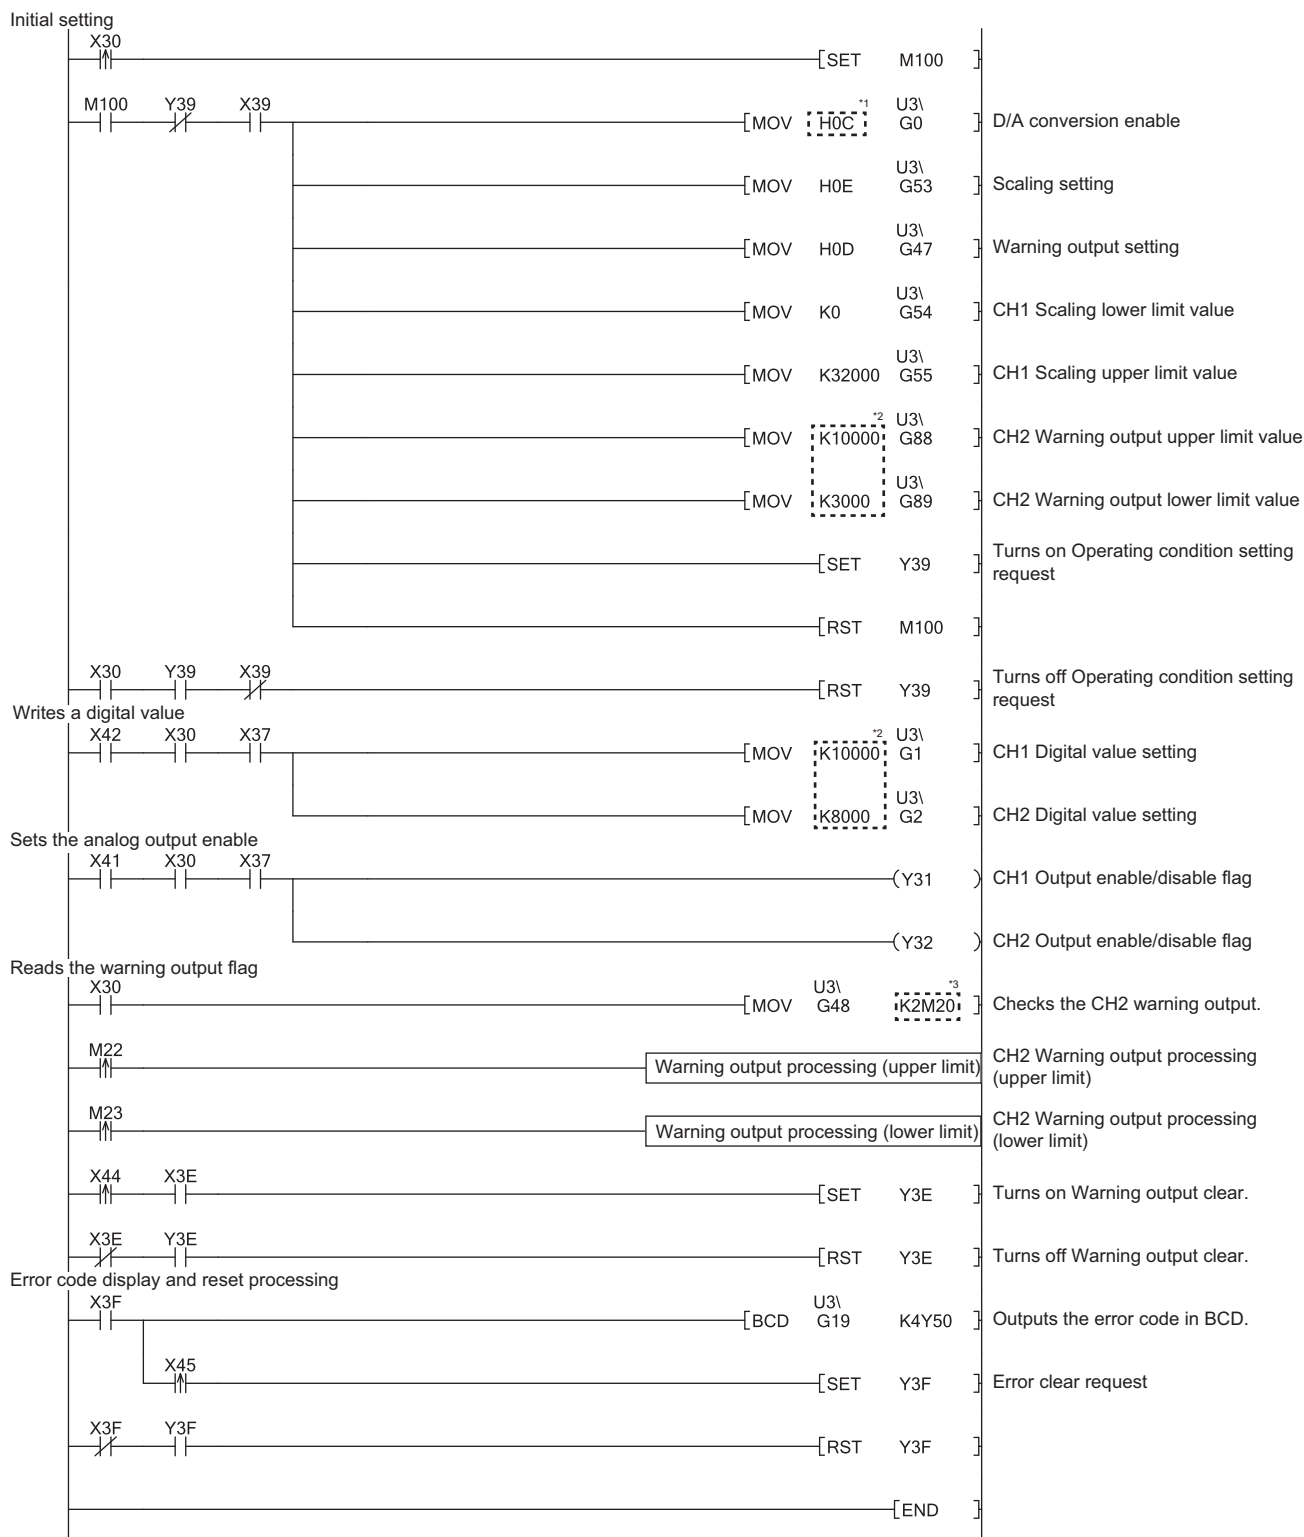 Initial setting
X30
SET M100
M100 Y39 X39
MOV H0C *1 U3\ G0 D/A conversion enable
MOV H0E U3\ G53 Scaling setting
MOV H0D U3\ G47 Warning output setting
MOV K0 U3\ G54 CH1 Scaling lower limit value
MOV K32000 U3\ G55 CH1 Scaling upper limit value
MOV K10000 *2 U3\ G88 CH2 Warning output upper limit value
MOV K3000 U3\ G89 CH2 Warning output lower limit value
SET Y39 Turns on Operating condition setting
request
RST M100
X30 Y39 X39
RST Y39 Turns off Operating condition setting
request
Writes a digital value
X42 X30 X37
MOV K10000 *2 U3\ G1 CH1 Digital value setting
MOV K8000 U3\ G2 CH2 Digital value setting
Sets the analog output enable
X41 X30 X37
Y31 CH1 Output enable/disable flag
Y32 CH2 Output enable/disable flag
Reads the warning output flag
X30
MOV U3\ G48 K2M20 *3 Checks the CH2 warning output.
M22
Warning output processing (upper limit) CH2 Warning output processing
(upper limit)
M23
Warning output processing (lower limit) CH2 Warning output processing
(lower limit)
X44 X3E
SET Y3E Turns on Warning output clear.
X3E Y3E
RST Y3E Turns off Warning output clear.
Error code display and reset processing
X3F
BCD U3\ G19 K4Y50 Outputs the error code in BCD.
X45
SET Y3F Error clear request
X3F Y3F
RST Y3F
END